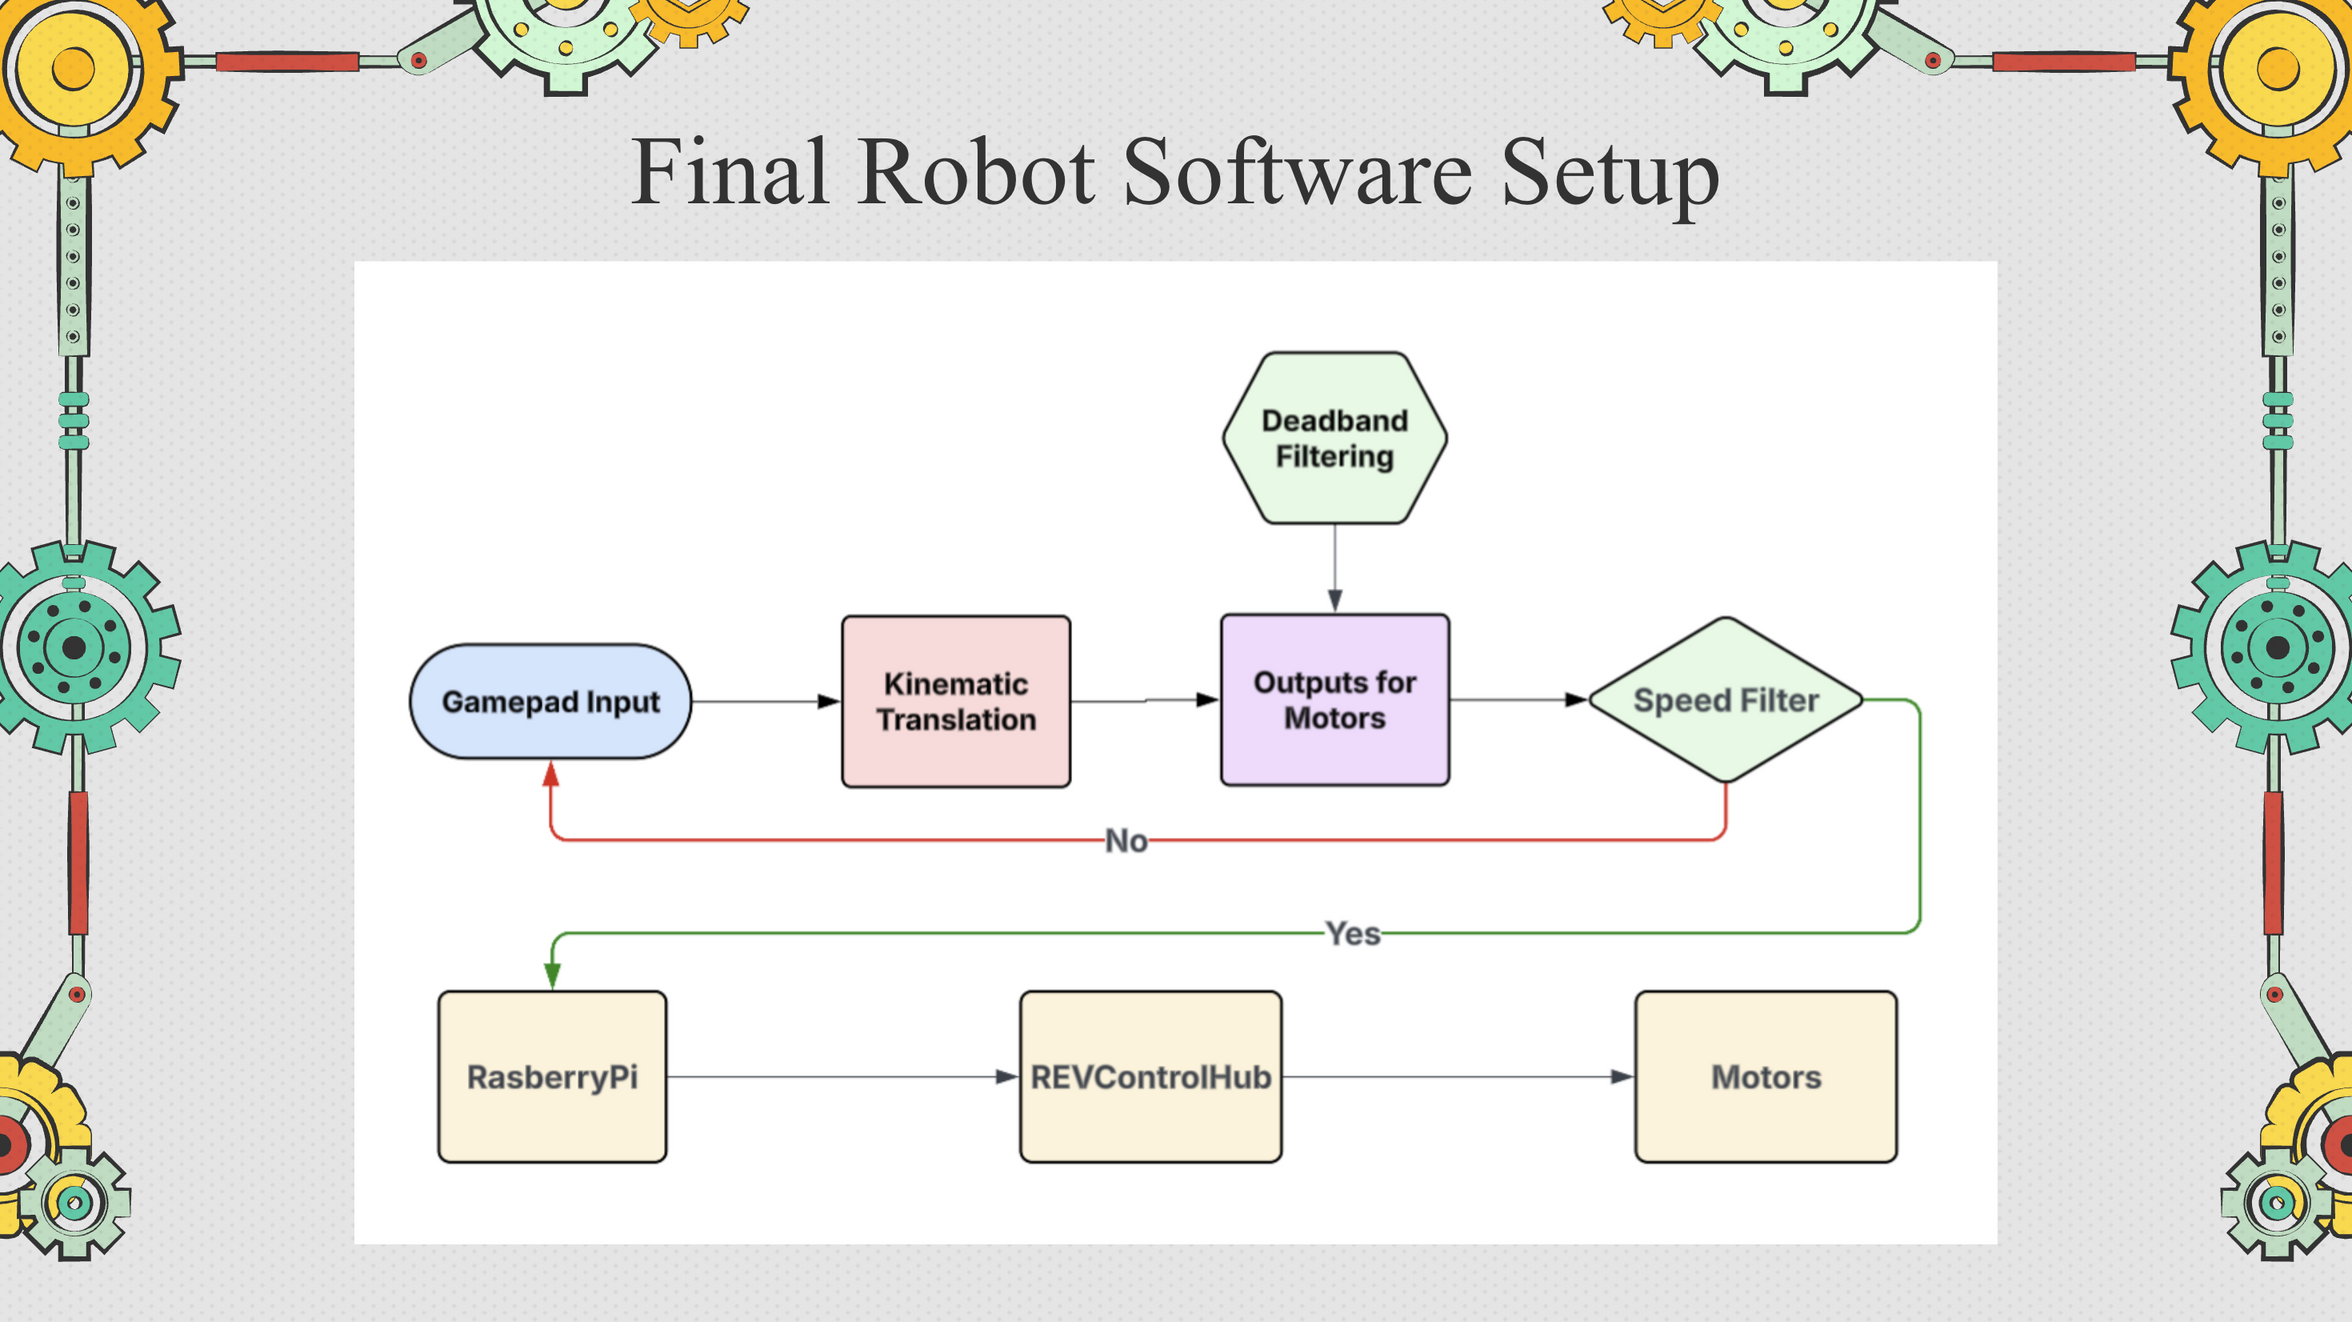 Final Robot Software Setup
Deadband
Filtering
Gamepad Input
Kinematic
Translation
Outputs for
Motors
Speed Filter
No
Yes
RasberryPi
REVControlHub
Motors